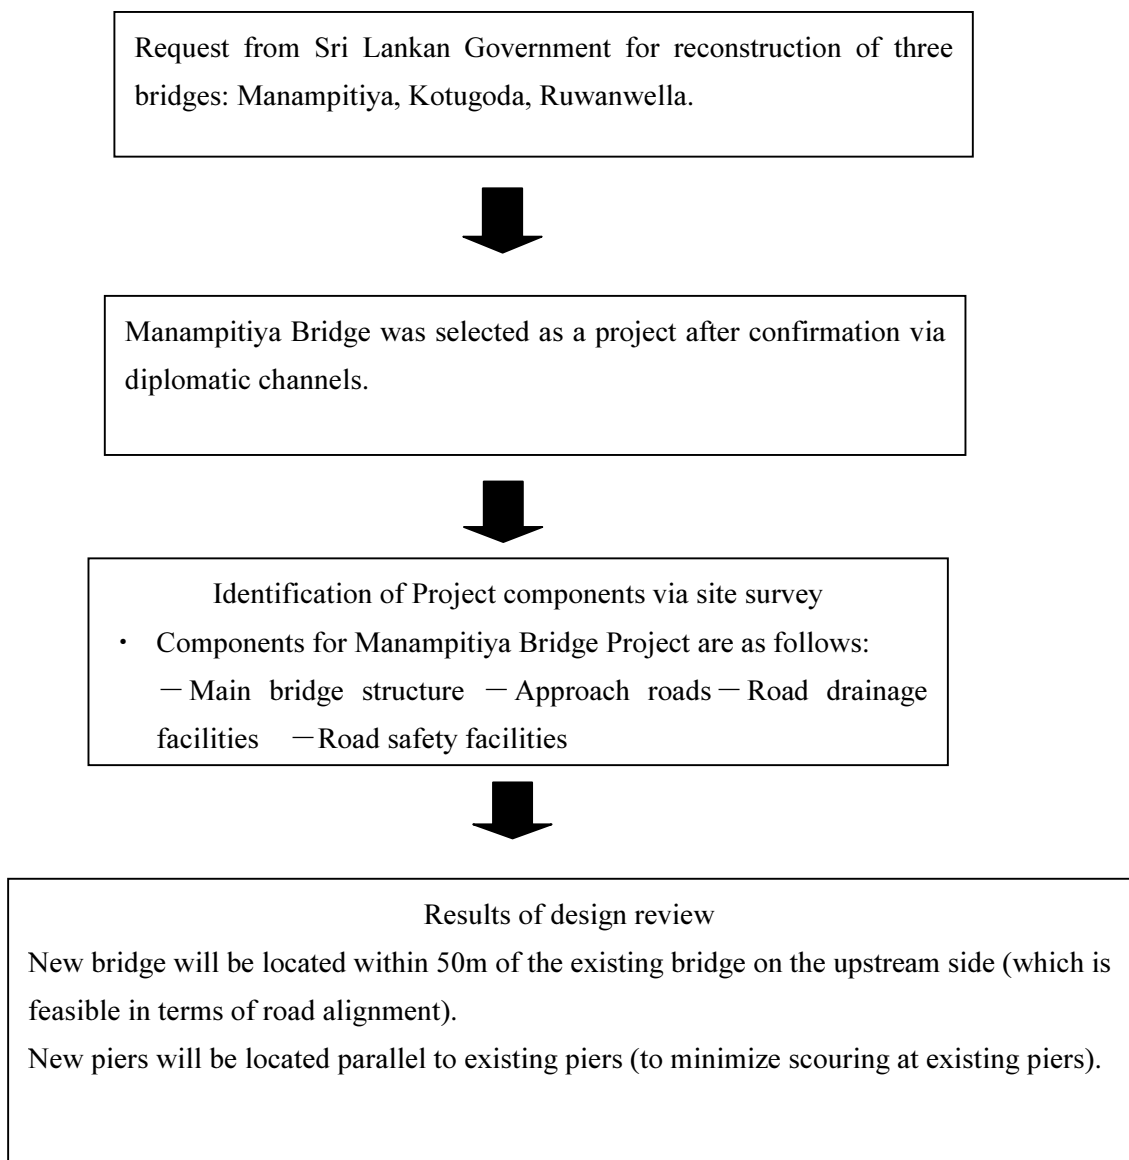 Request from Sri Lankan Government for reconstruction of three
bridges: Manampitiya, Kotugoda, Ruwanwella.
Manampitiya Bridge was selected as a project after confirmation via
diplomatic channels.
Identification of Project components via site survey
・ Components for Manampitiya Bridge Project are as follows:
－Main bridge structure －Approach roads－Road drainage
facilities －Road safety facilities
Results of design review
New bridge will be located within 50m of the existing bridge on the upstream side (which is
feasible in terms of road alignment).
New piers will be located parallel to existing piers (to minimize scouring at existing piers).